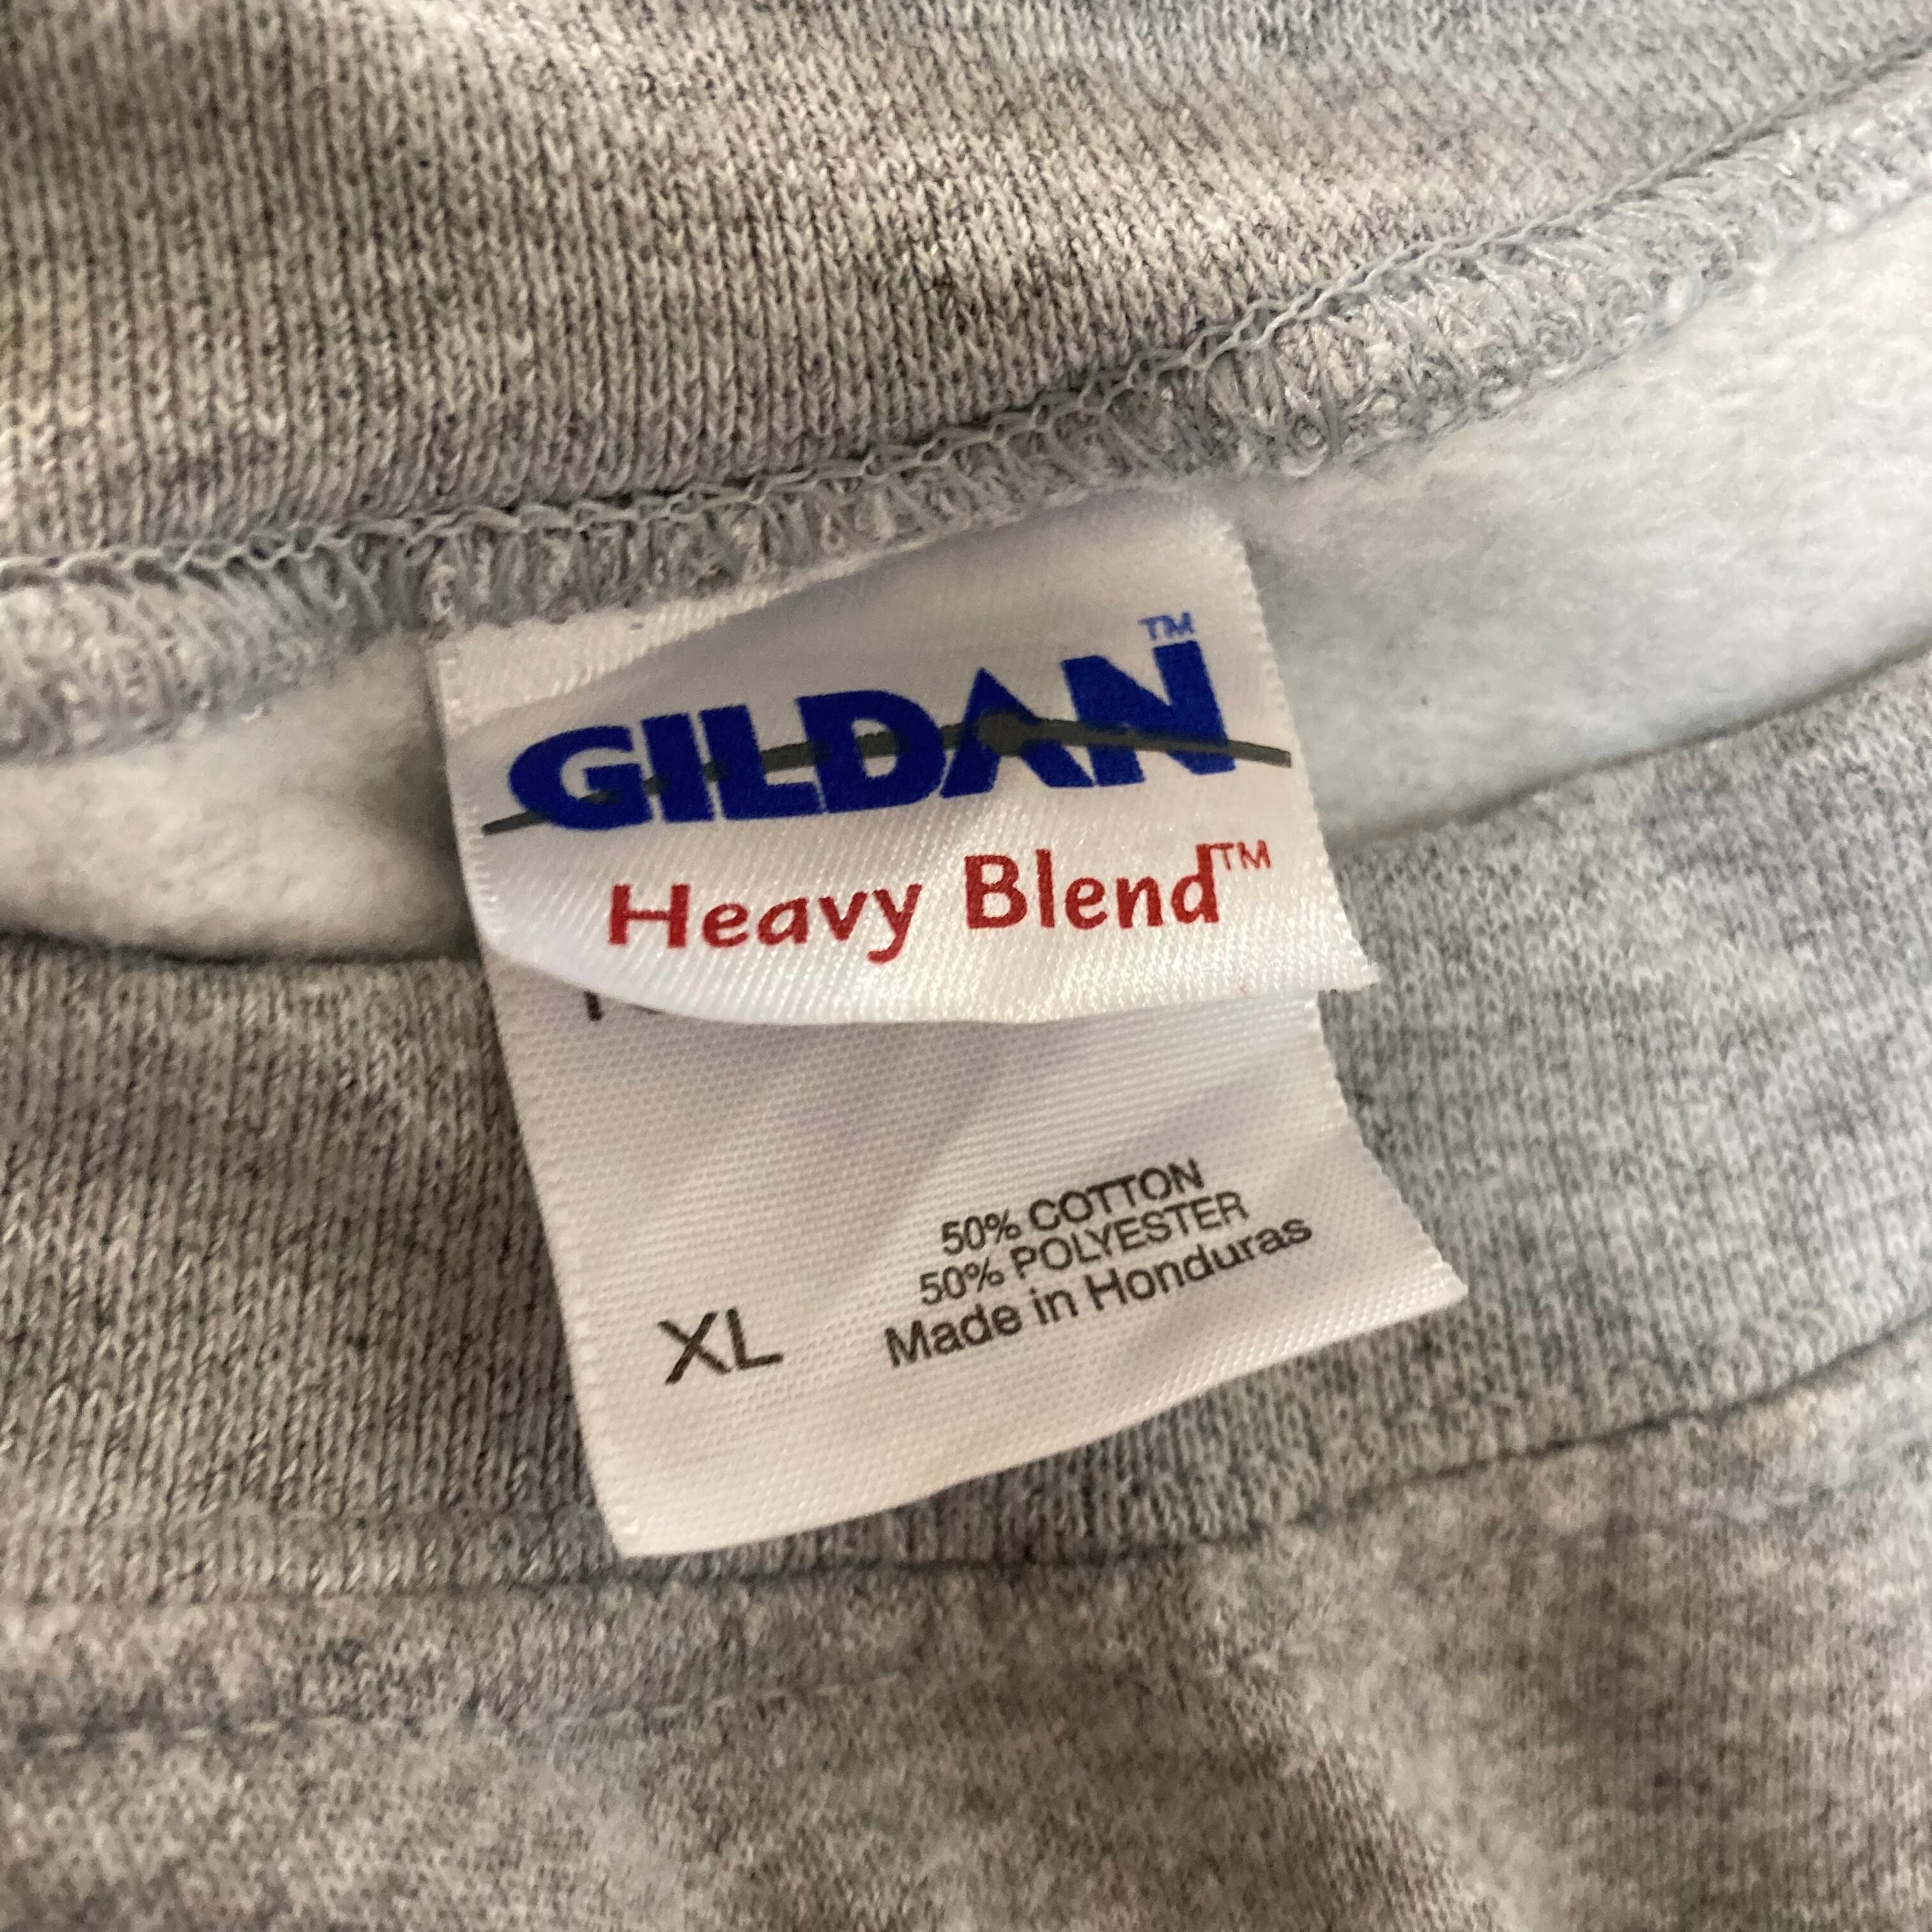 GILDAN™
Heavy Blend™
50% COTTON
50% POLYESTER
Made in Honduras
XL